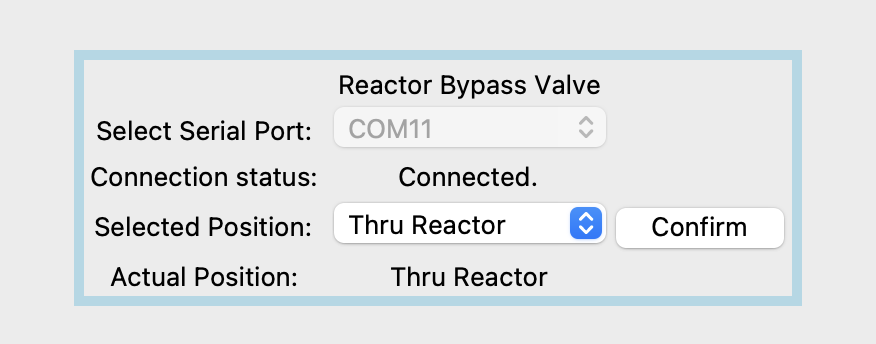 Reactor Bypass Valve
Select Serial Port: COM11
Connection status: Connected.
Selected Position: Thru Reactor Confirm
Actual Position: Thru Reactor